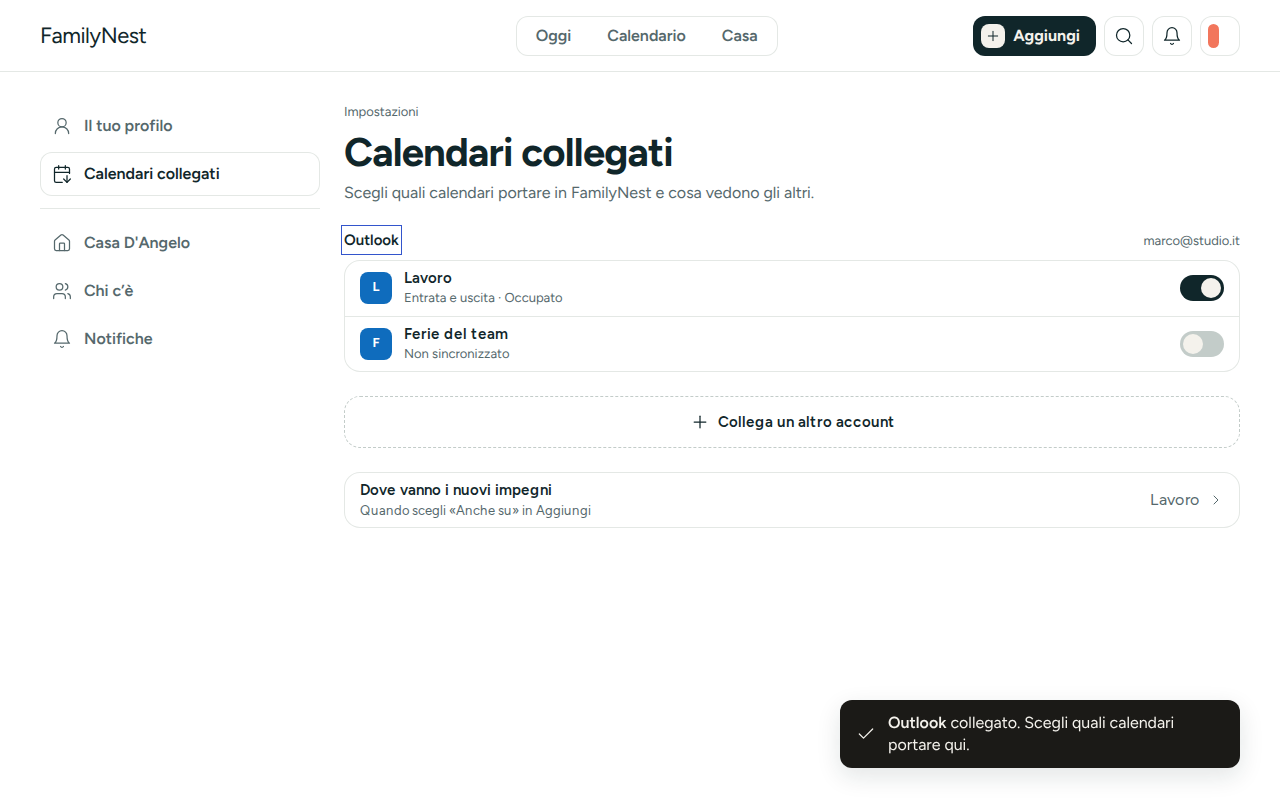 FamilyNest
Oggi
Calendario
Casa
Aggiungi
Il tuo profilo
Calendari collegati
Casa D'Angelo
Chi c’è
Notifiche
Impostazioni
Calendari collegati
Scegli quali calendari portare in FamilyNest e cosa vedono gli altri.
Outlook
marco@studio.it
L
Lavoro
Entrata e uscita · Occupato
F
Ferie del team
Non sincronizzato
Collega un altro account
Dove vanno i nuovi impegni
Quando scegli «Anche su» in Aggiungi
Lavoro
Outlook collegato. Scegli quali calendari
portare qui.